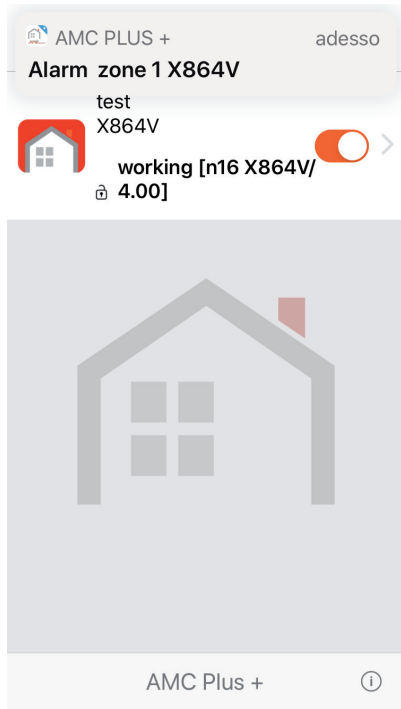 AMC PLUS + adesso
Alarm zone 1 X864V
test
X864V
working [n16 X864V/
4.00]
AMC Plus +